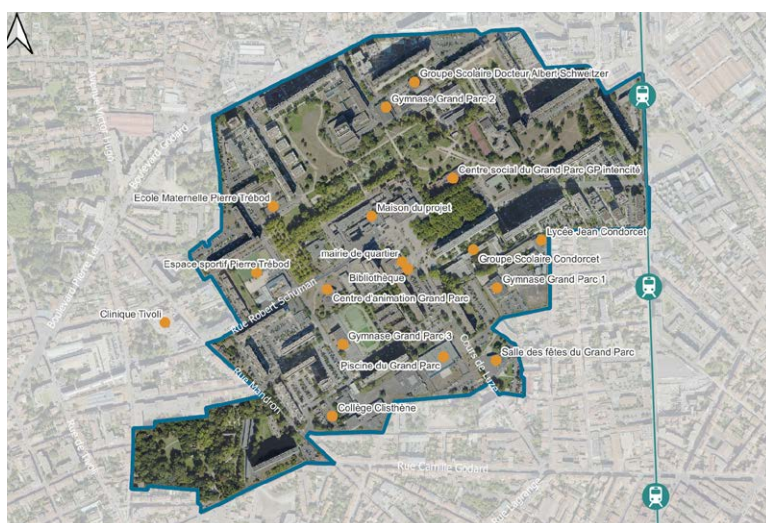 Groupe Scolaire Docteur Albert Schweitzer
Gymnase Grand Parc 2
Centre social du Grand Parc GP intencité
Ecole Maternelle Pierre Trébod
Maison du projet
Lycée Jean Condorcet
mairie de quartier
Groupe Scolaire Condorcet
Espace sportif Pierre Trébod
Bibliothèque
Gymnase Grand Parc 1
Centre d'animation Grand Parc
Rue Robert Schuman
Clinique Tivoli
Gymnase Grand Parc 3
Salle des fêtes du Grand Parc
Piscine du Grand Parc
Cours de Luze
Rue Mandron
Collège Clisthène
Rue Camille Godard
Boulevard Godard